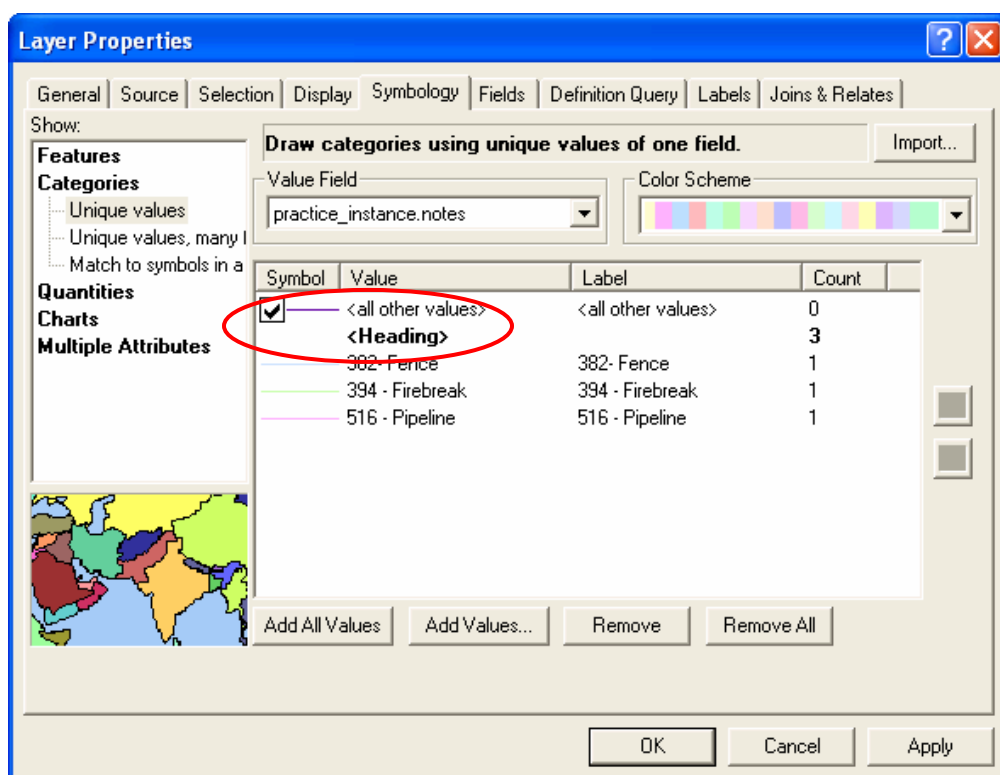 Layer Properties
General Source Selection Display Symbology Fields Definition Query Labels Joins & Relates
Show:
Features
Categories
Unique values
Unique values, many f
Match to symbols in a
Quantities
Charts
Multiple Attributes
Draw categories using unique values of one field.
Import...
Value Field
practice_instance.notes
Color Scheme
Symbol Value Label Count
<all other values> <all other values> 0
<Heading> 3
382- Fence 382- Fence 1
394 - Firebreak 394 - Firebreak 1
516 - Pipeline 516 - Pipeline 1
Add All Values Add Values... Remove Remove All
OK Cancel Apply